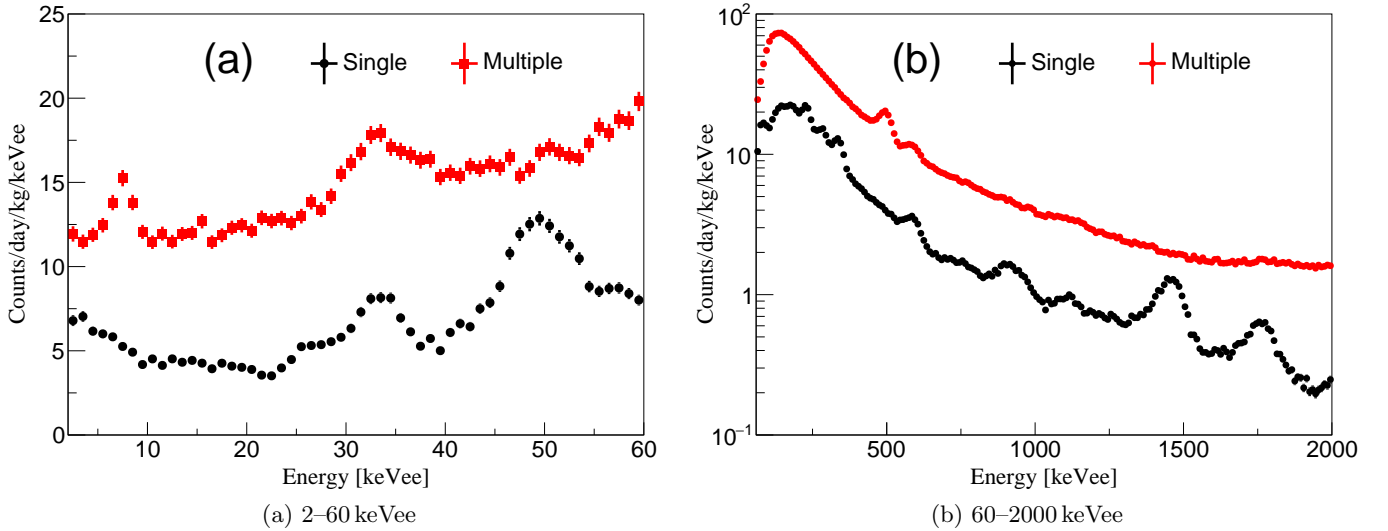 (a)
Single
Multiple
25
20
15
10
5
0
Counts/day/kg/keVee
10 20 30 40 50 60
Energy [keVee]
(a) 2–60 keVee
(b)
Single
Multiple
10²
10
1
10⁻¹
Counts/day/kg/keVee
500 1000 1500 2000
Energy [keVee]
(b) 60–2000 keVee